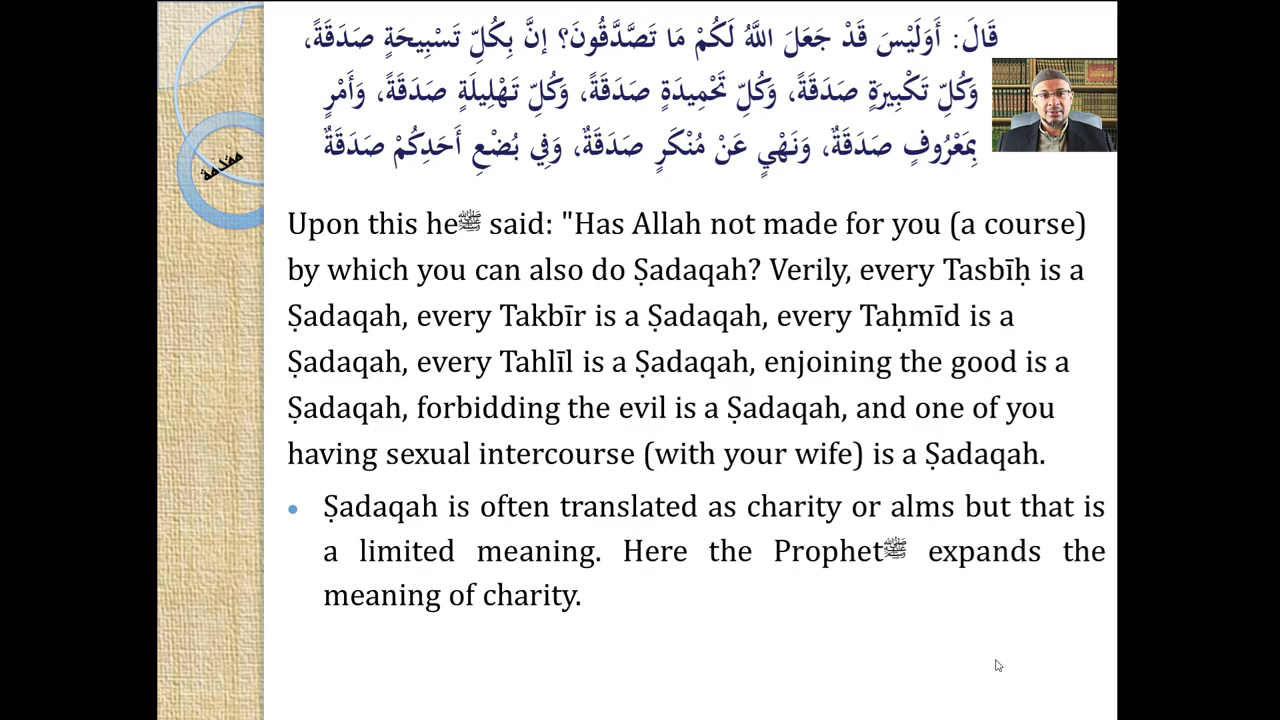 قَالَ: أَوَلَيْسَ قَدْ جَعَلَ اللَّهُ لَكُمْ مَا تَصَّدَّقُونَ؟ إنَّ بِكُلِّ تَسْبِيحَةٍ صَدَقَةً،
وَكُلِّ تَكْبِيرَةٍ صَدَقَةً، وَكُلِّ تَحْمِيدَةٍ صَدَقَةً، وَكُلِّ تَهْلِيلَةٍ صَدَقَةً، وَأَمْرٍ
بِمَعْرُوفٍ صَدَقَةٌ، وَنَهْيٍ عَنْ مُنْكَرٍ صَدَقَةٌ، وَفِي بُضْعِ أَحَدِكُمْ صَدَقَةٌ
مقدمة
Upon this heﷺ said: "Has Allah not made for you (a course)
by which you can also do Ṣadaqah? Verily, every Tasbīḥ is a
Ṣadaqah, every Takbīr is a Ṣadaqah, every Taḥmīd is a
Ṣadaqah, every Tahlīl is a Ṣadaqah, enjoining the good is a
Ṣadaqah, forbidding the evil is a Ṣadaqah, and one of you
having sexual intercourse (with your wife) is a Ṣadaqah.
• Ṣadaqah is often translated as charity or alms but that is
a limited meaning. Here the Prophetﷺ expands the
meaning of charity.